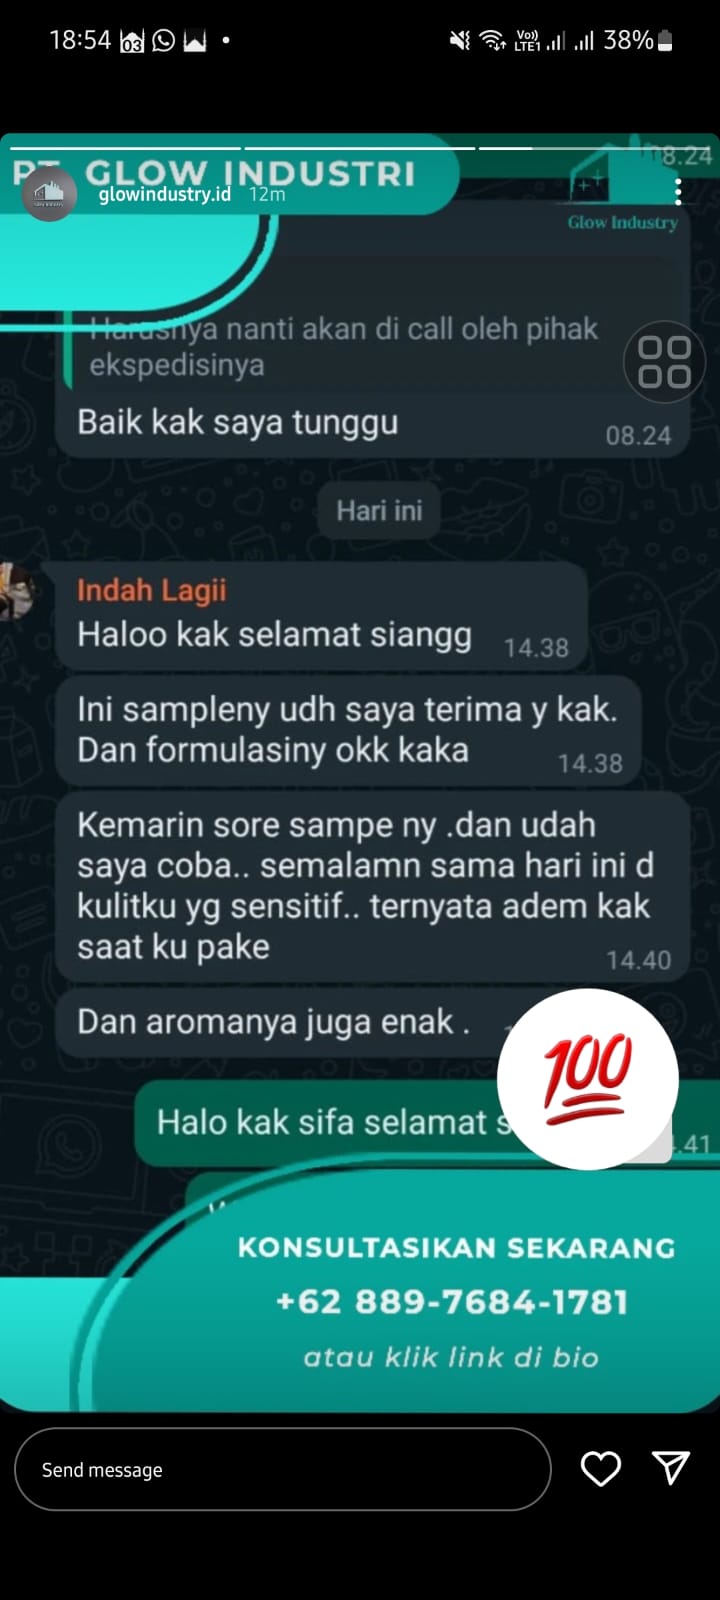 18:54
03
Vo))
LTE1
38%
PT. GLOW INDUSTRI
08.24
glowindustry.id 12m
Glow Industry
Harusnya nanti akan di call oleh pihak
ekspedisinya
Baik kak saya tunggu
08.24
Hari ini
Indah Lagii
Haloo kak selamat siangg
14.38
Ini sampleny udh saya terima y kak.
Dan formulasiny okk kaka
14.38
Kemarin sore sampe ny .dan udah
saya coba.. semalamn sama hari ini d
kulitku yg sensitif.. ternyata adem kak
saat ku pake
14.40
Dan aromanya juga enak .
100
Halo kak sifa selamat s
.41
KONSULTASIKAN SEKARANG
+62 889-7684-1781
atau klik link di bio
Send message